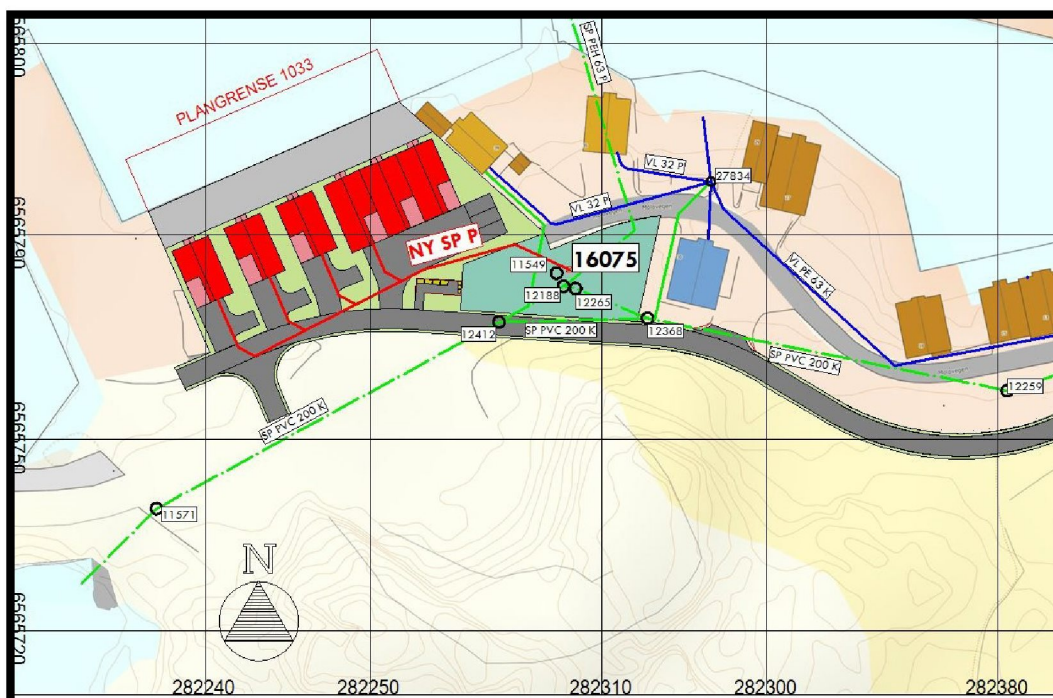 6565800
SP PEH 63 P
PLANGRENSE 1033
VL 32 P
27834
6565790
VL 32 P
NY SP P
16075
11549
12188
12265
VL PE 63 K
12412
SP PVC 200 K
12368
SP PVC 200 K
12259
SP PVC 200 K
6565750
11571
N
6565720
282240
282250
282310
282300
282380